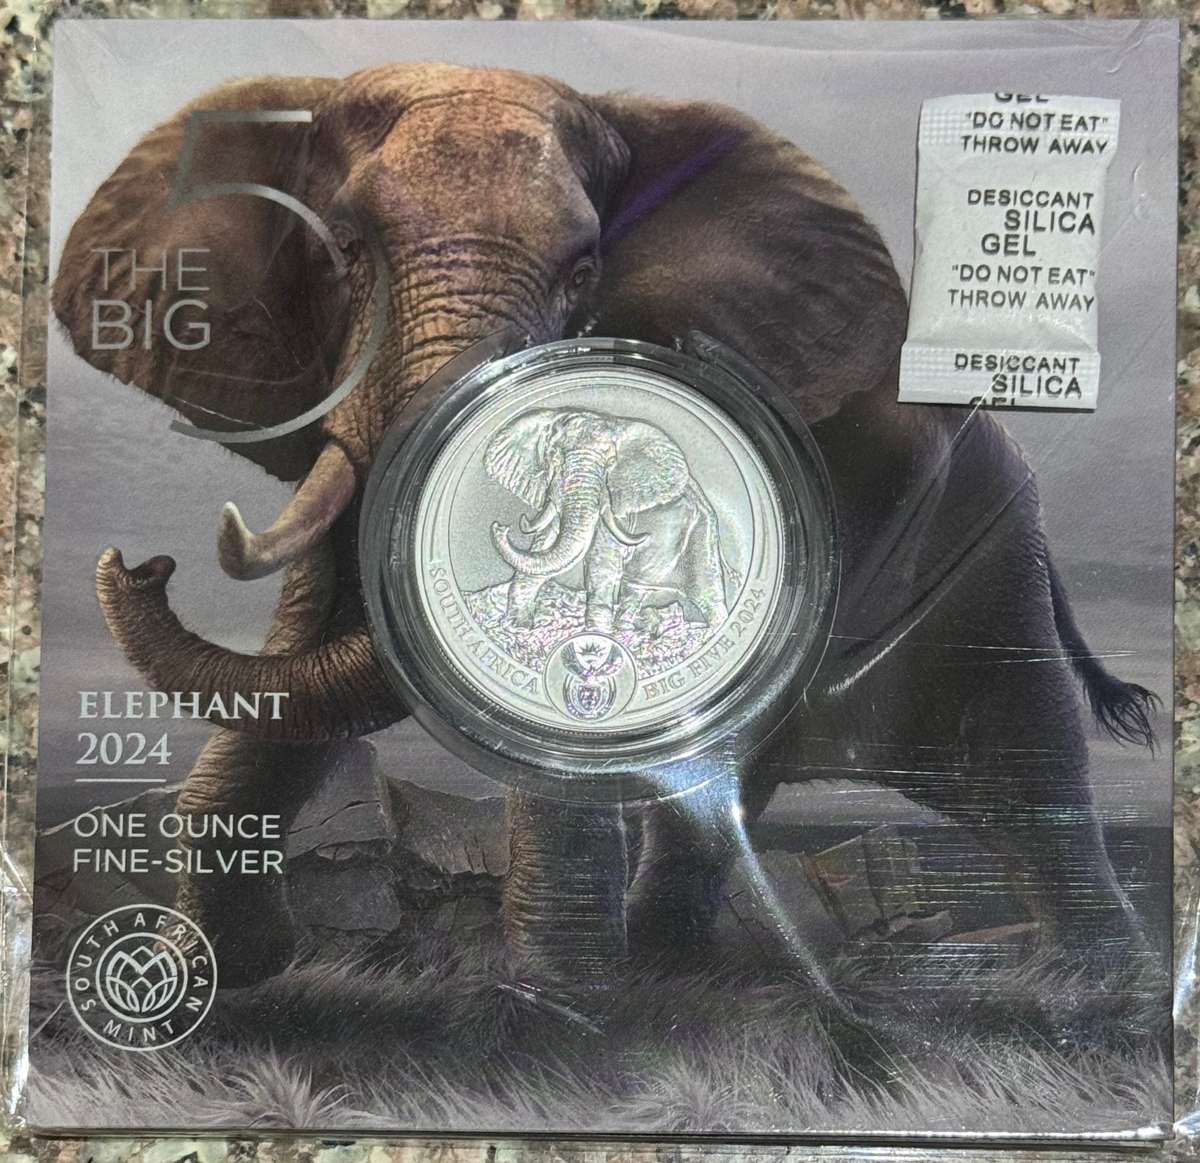 THE
BIG
5
GEL
"DO NOT EAT"
THROW AWAY
DESICCANT
SILICA
GEL
"DO NOT EAT"
THROW AWAY
DESICCANT
SILICA
GEL
SOUTH AFRICA
BIG FIVE 2024
ELEPHANT
2024
ONE OUNCE
FINE-SILVER
SOUTH AFRICAN
MINT